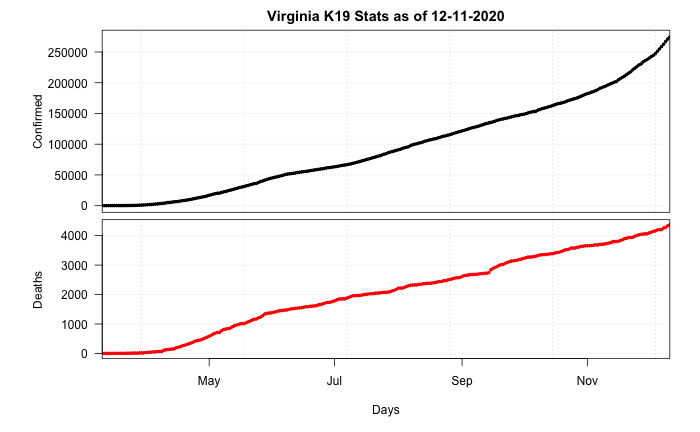 Virginia K19 Stats as of 12-11-2020
Confirmed
250000
200000
150000
100000
50000
0
Deaths
4000
3000
2000
1000
0
May Jul Sep Nov
Days